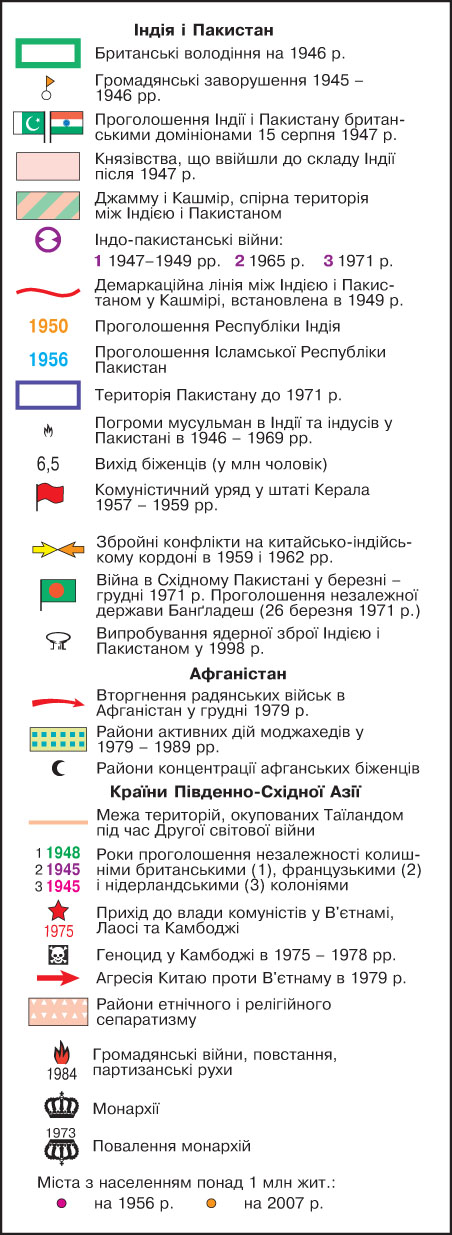 Індія і Пакистан
Британські володіння на 1946 р.
Громадянські заворушення 1945 –
1946 рр.
Проголошення Індії і Пакистану британ-
ськими домініонами 15 серпня 1947 р.
Князівства, що ввійшли до складу Індії
після 1947 р.
Джамму і Кашмір, спірна територія
між Індією і Пакистаном
Індо-пакистанські війни:
1 1947–1949 рр. 2 1965 р. 3 1971 р.
Демаркаційна лінія між Індією і Пакис-
таном у Кашмірі, встановлена в 1949 р.
1950 Проголошення Республіки Індія
1956 Проголошення Ісламської Республіки
Пакистан
Територія Пакистану до 1971 р.
Погроми мусульман в Індії та індусів у
Пакистані в 1946 – 1969 рр.
6,5 Вихід біженців (у млн чоловік)
Комуністичний уряд у штаті Керала
1957 – 1959 рр.
Збройні конфлікти на китайсько-індійсь-
кому кордоні в 1959 і 1962 рр.
Війна в Східному Пакистані у березні –
грудні 1971 р. Проголошення незалежної
держави Банґладеш (26 березня 1971 р.)
Випробування ядерної зброї Індією і
Пакистаном у 1998 р.
Афганістан
Вторгнення радянських військ в
Афганістан у грудні 1979 р.
Райони активних дій моджахедів у
1979 – 1989 рр.
Райони концентрації афганських біженців
Країни Південно-Східної Азії
Межа територій, окупованих Таїландом
під час Другої світової війни
1 1948 Роки проголошення незалежності колиш-
2 1945 німи британськими (1), французькими (2)
3 1945 і нідерландськими (3) колоніями
Прихід до влади комуністів у В'єтнамі,
1975 Лаосі та Камбоджі
Геноцид у Камбоджі в 1975 – 1978 рр.
Агресія Китаю проти В'єтнаму в 1979 р.
Райони етнічного і релігійного
сепаратизму
Громадянські війни, повстання,
1984 партизанські рухи
Монархії
1973
Повалення монархій
Міста з населенням понад 1 млн жит.:
на 1956 р. на 2007 р.